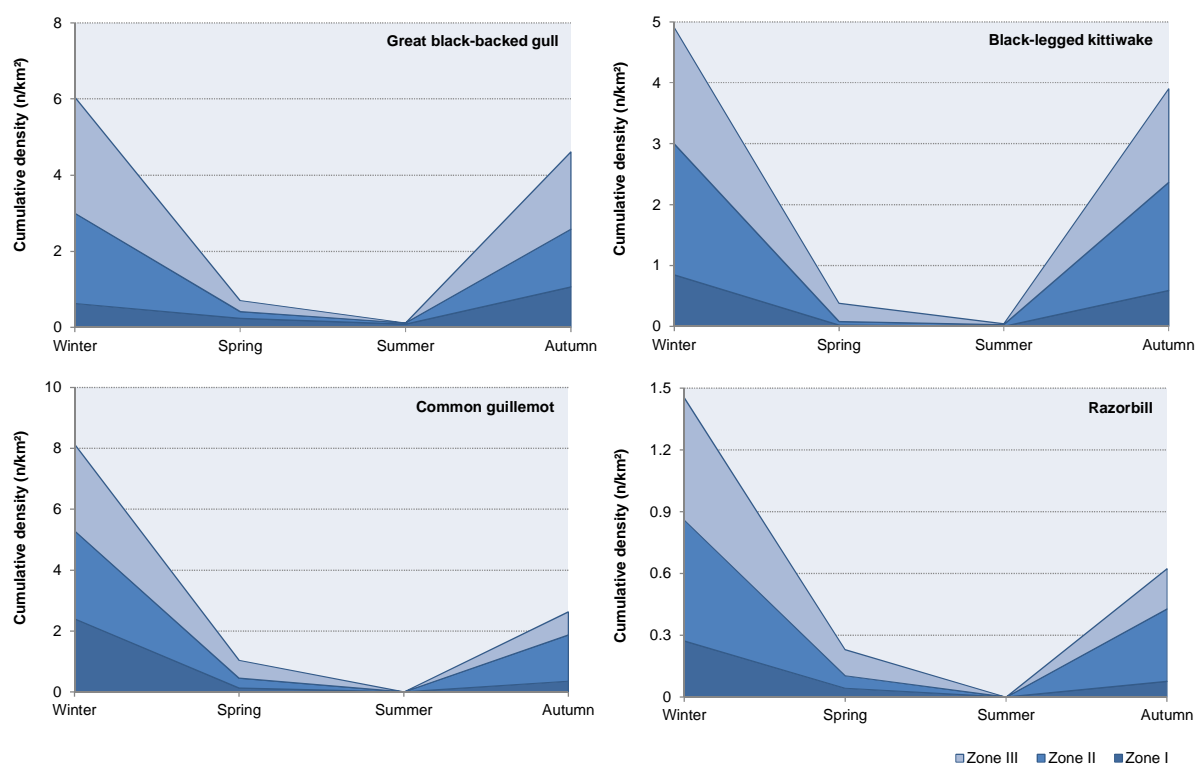 Great black-backed gull
Cumulative density (n/km²)
8
6
4
2
0
Winter Spring Summer Autumn
Black-legged kittiwake
Cumulative density (n/km²)
5
4
3
2
1
0
Winter Spring Summer Autumn
Common guillemot
Cumulative density (n/km²)
10
8
6
4
2
0
Winter Spring Summer Autumn
Razorbill
Cumulative density (n/km²)
1.5
1.2
0.9
0.6
0.3
0
Winter Spring Summer Autumn
Zone III Zone II Zone I